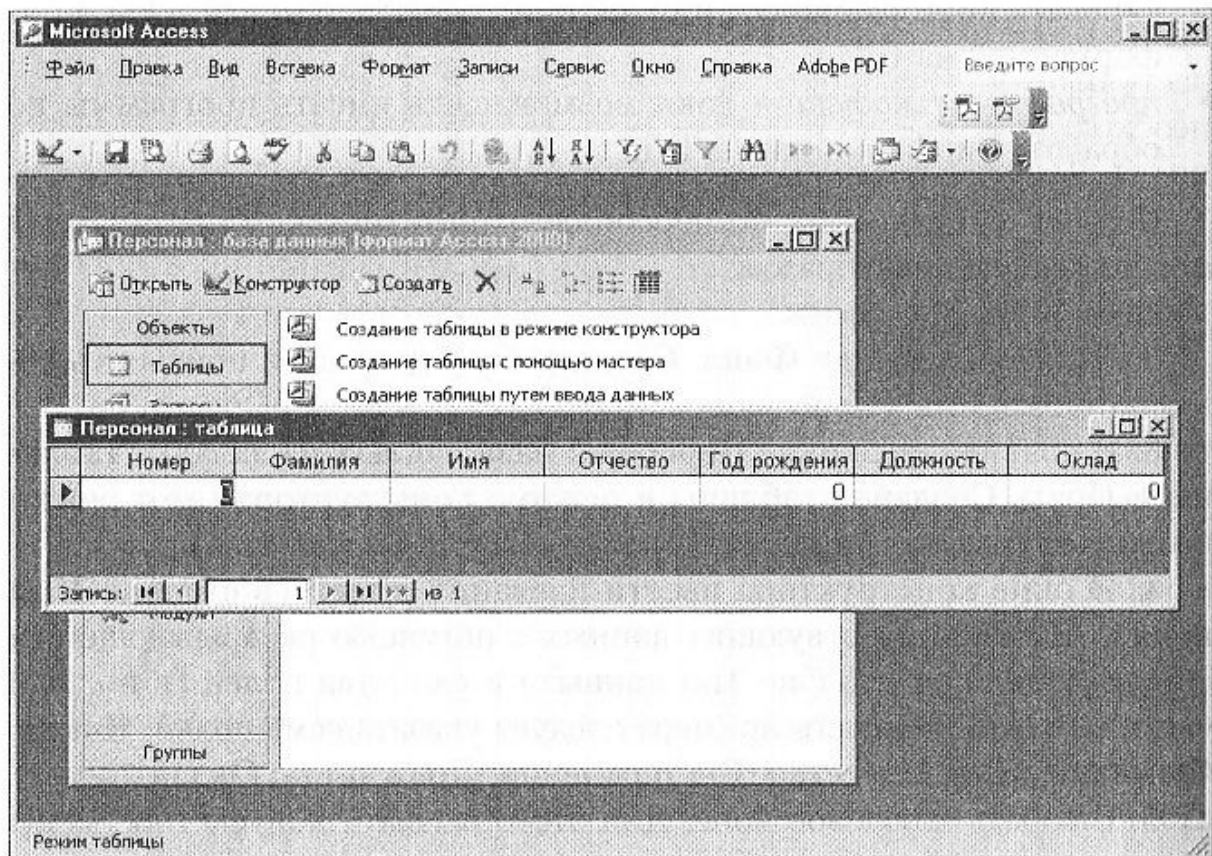 Microsoft Access
Файл Правка Вид Вставка Формат Записи Сервис Окно Справка Adobe PDF Введите вопрос
Персонал : база данных (формат Access 2000)
Открыть Конструктор Создать
Объекты
Создание таблицы в режиме конструктора
Таблицы
Создание таблицы с помощью мастера
Запросы
Создание таблицы путем ввода данных
Персонал : таблица
Номер Фамилия Имя Отчество Год рождения Должность Оклад
0 0
Запись: 1 из 1
Модули
Группы
Режим таблицы